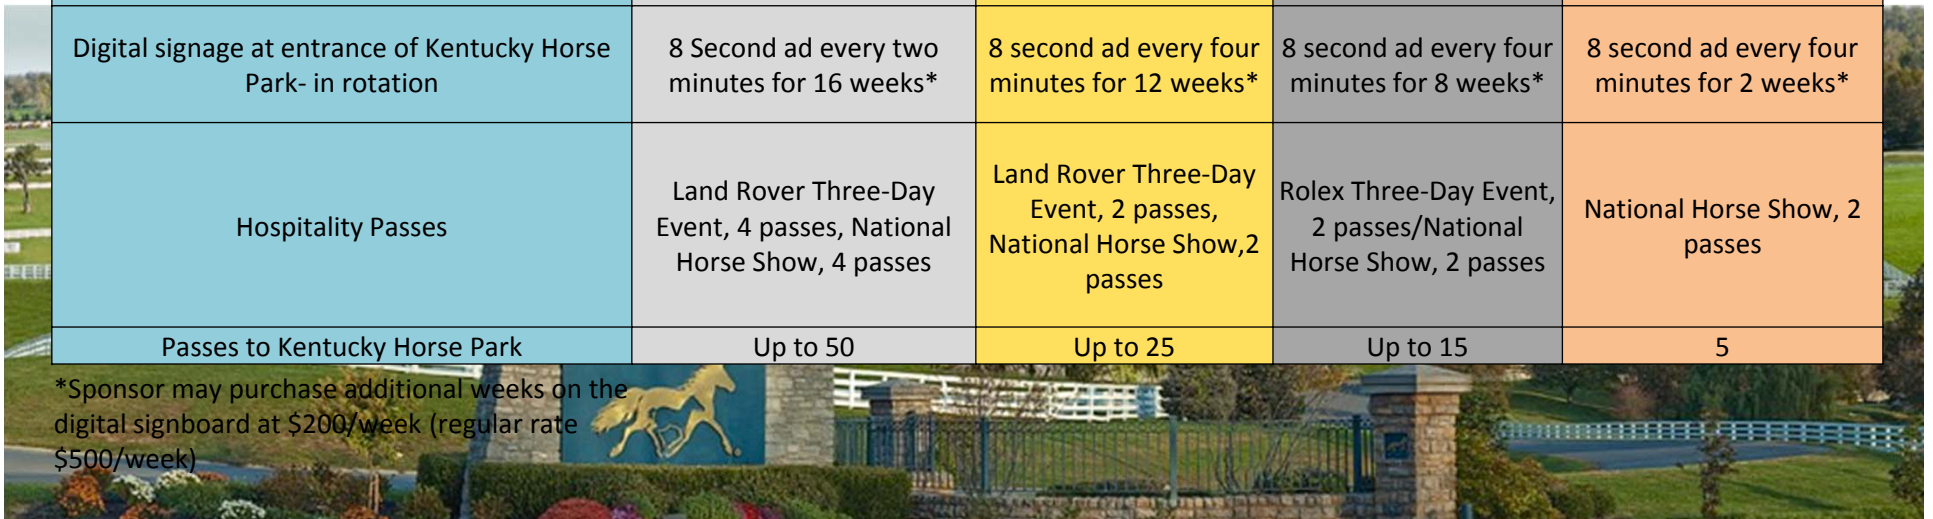 Digital signage at entrance of Kentucky Horse
Park- in rotation
8 Second ad every two
minutes for 16 weeks*
8 second ad every four
minutes for 12 weeks*
8 second ad every four
minutes for 8 weeks*
8 second ad every four
minutes for 2 weeks*
Hospitality Passes
Land Rover Three-Day
Event, 4 passes, National
Horse Show, 4 passes
Land Rover Three-Day
Event, 2 passes,
National Horse Show,2
passes
Rolex Three-Day Event,
2 passes/National
Horse Show, 2 passes
National Horse Show, 2
passes
Passes to Kentucky Horse Park
Up to 50
Up to 25
Up to 15
5
*Sponsor may purchase additional weeks on the
digital signboard at $200/week (regular rate
$500/week)